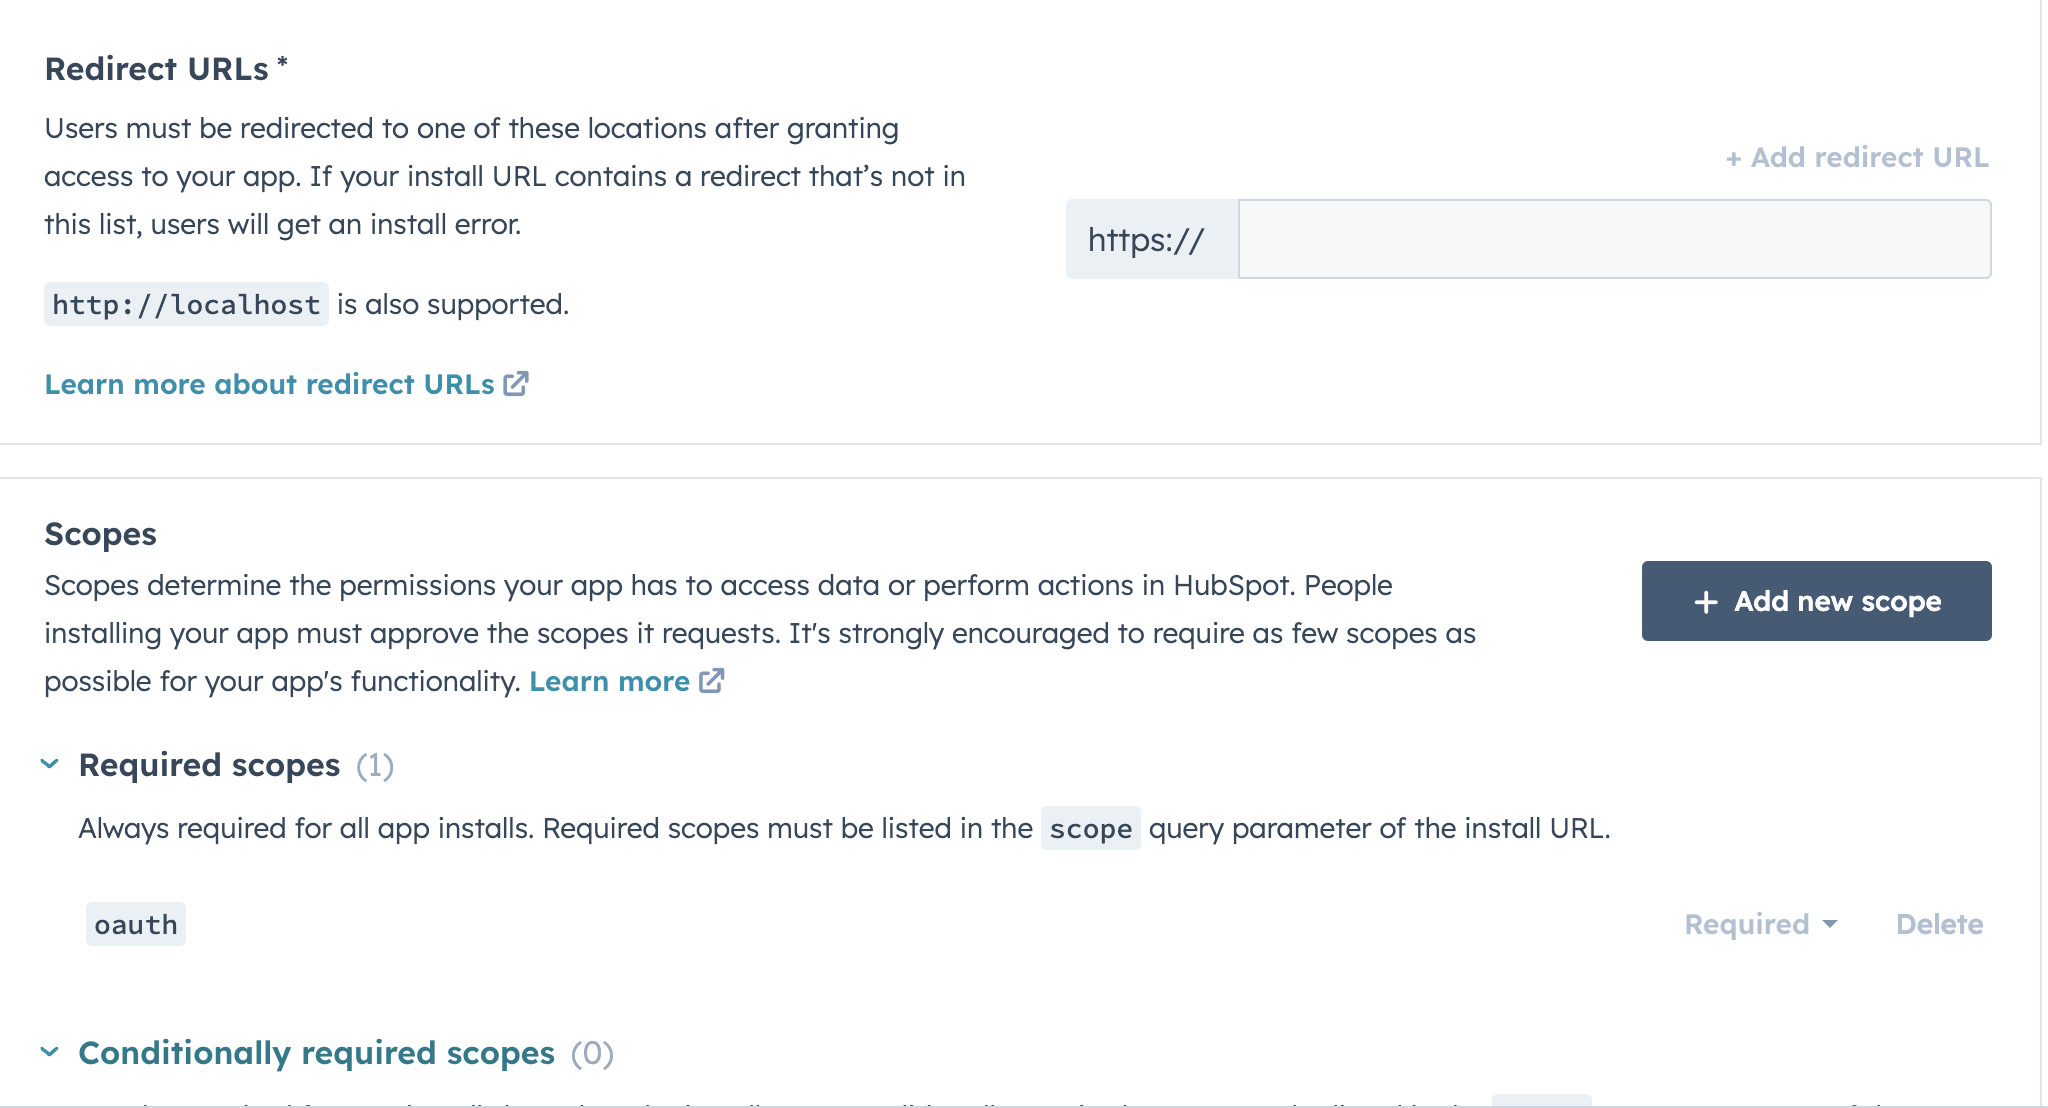 Redirect URLs *
Users must be redirected to one of these locations after granting
access to your app. If your install URL contains a redirect that’s not in
this list, users will get an install error.
http://localhost is also supported.
Learn more about redirect URLs
+ Add redirect URL
https://
Scopes
Scopes determine the permissions your app has to access data or perform actions in HubSpot. People
installing your app must approve the scopes it requests. It's strongly encouraged to require as few scopes as
possible for your app's functionality. Learn more
+ Add new scope
Required scopes (1)
Always required for all app installs. Required scopes must be listed in the scope query parameter of the install URL.
oauth
Required
Delete
Conditionally required scopes (0)